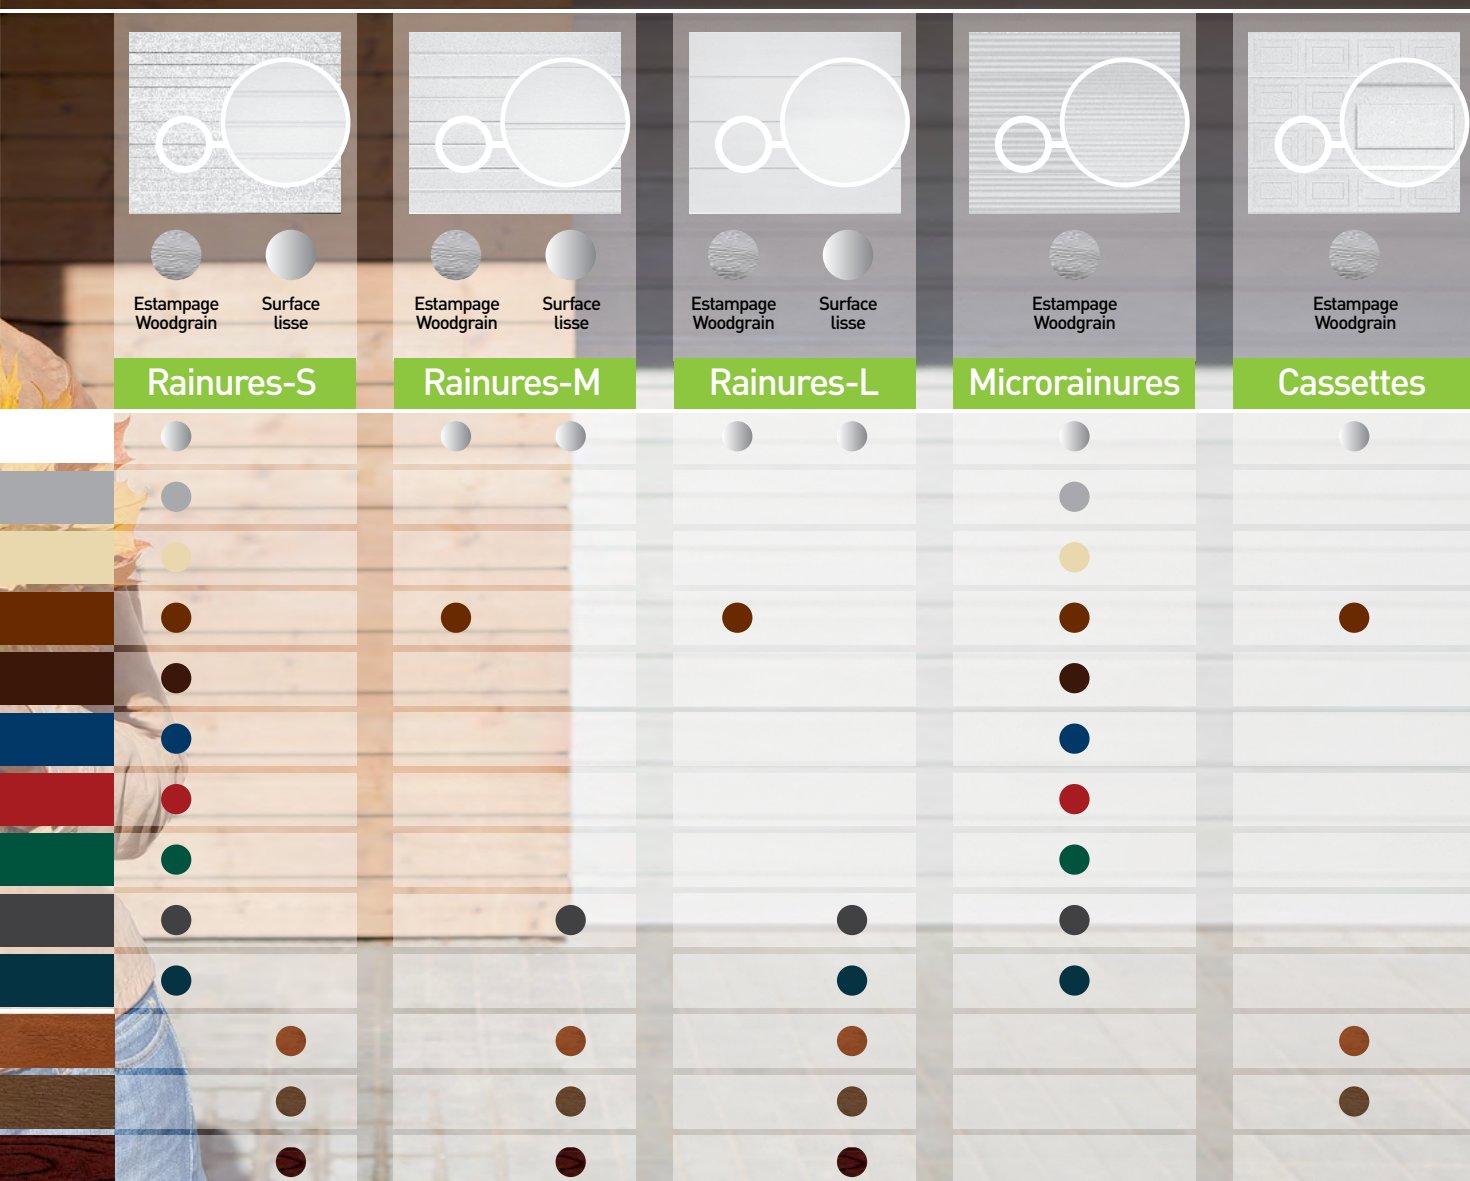 Estampage
Woodgrain
Surface
lisse
Estampage
Woodgrain
Surface
lisse
Estampage
Woodgrain
Surface
lisse
Estampage
Woodgrain
Estampage
Woodgrain
Rainures-S
Rainures-M
Rainures-L
Microrainures
Cassettes